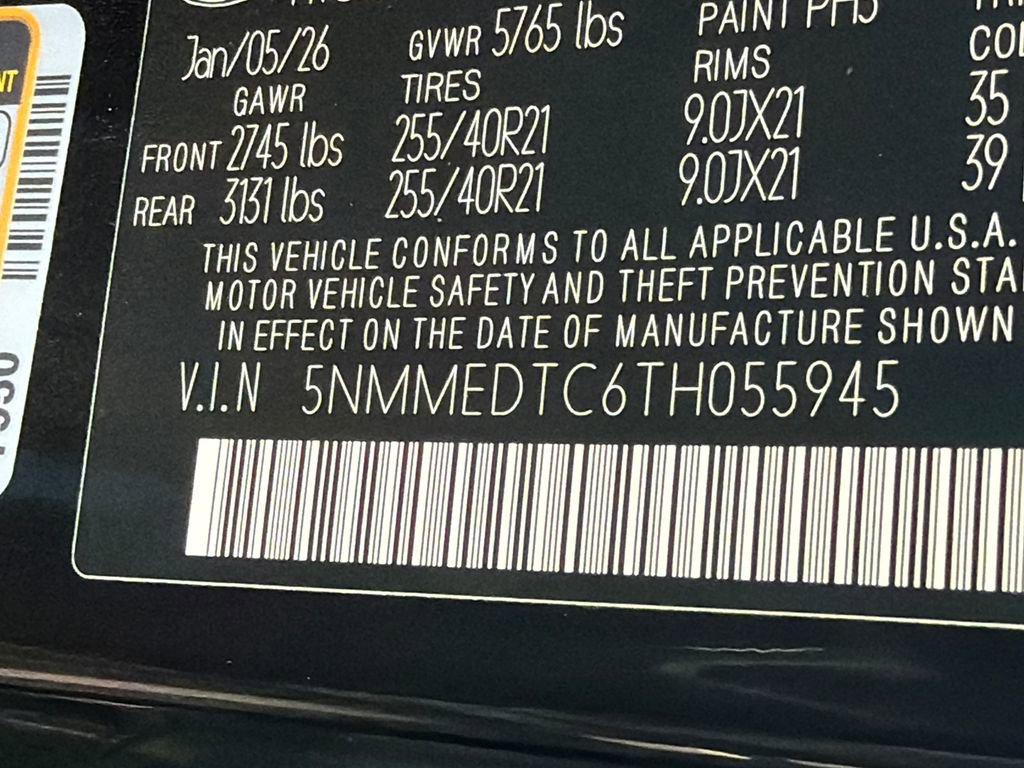 Jan/05/26 GVWR 5765 lbs PAINT PH3
GAWR TIRES RIMS
FRONT 2745 lbs 255/40R21 9.0JX21 35
REAR 3131 lbs 255/40R21 9.0JX21 39
THIS VEHICLE CONFORMS TO ALL APPLICABLE U.S.A.
MOTOR VEHICLE SAFETY AND THEFT PREVENTION STA
IN EFFECT ON THE DATE OF MANUFACTURE SHOWN
V.I.N 5NMMEDTC6TH055945